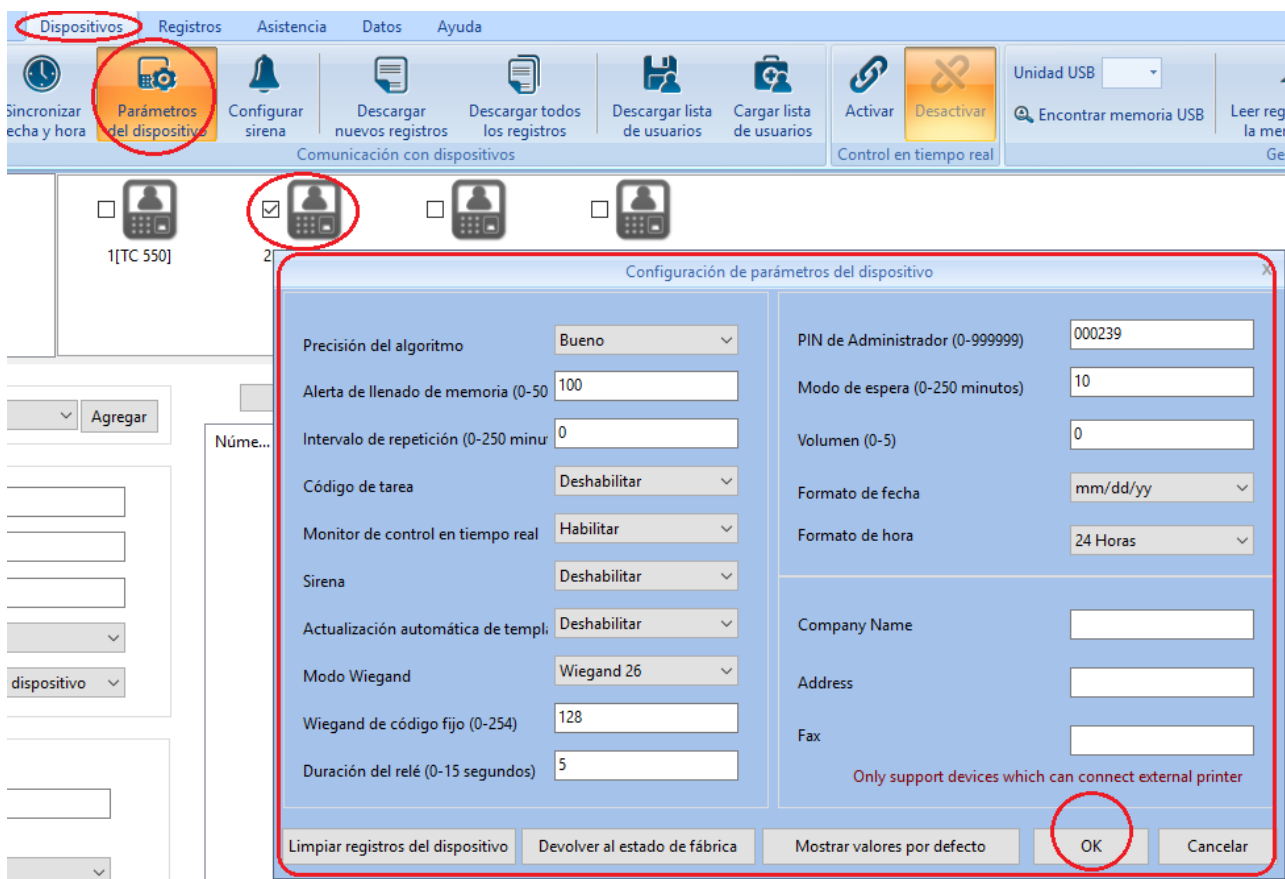 Dispositivos Registros Asistencia Datos Ayuda
Sincronizar
fecha y hora
Parámetros
del dispositivo
Configurar
sirena
Descargar
nuevos registros
Descargar todos
los registros
Descargar lista
de usuarios
Cargar lista
de usuarios
Activar
Desactivar
Unidad USB
Encontrar memoria USB
Leer reg
la mem
Comunicación con dispositivos
Control en tiempo real
Ge
1[TC 550]
2
Agregar
Núme...
dispositivo
Configuración de parámetros del dispositivo
X
Precisión del algoritmo Bueno
Alerta de llenado de memoria (0-50 100
Intervalo de repetición (0-250 minut 0
Código de tarea Deshabilitar
Monitor de control en tiempo real Habilitar
Sirena Deshabilitar
Actualización automática de templa Deshabilitar
Modo Wiegand Wiegand 26
Wiegand de código fijo (0-254) 128
Duración del relé (0-15 segundos) 5
PIN de Administrador (0-999999) 000239
Modo de espera (0-250 minutos) 10
Volumen (0-5) 0
Formato de fecha mm/dd/yy
Formato de hora 24 Horas
Company Name
Address
Fax
Only support devices which can connect external printer
Limpiar registros del dispositivo Devolver al estado de fábrica Mostrar valores por defecto OK Cancelar